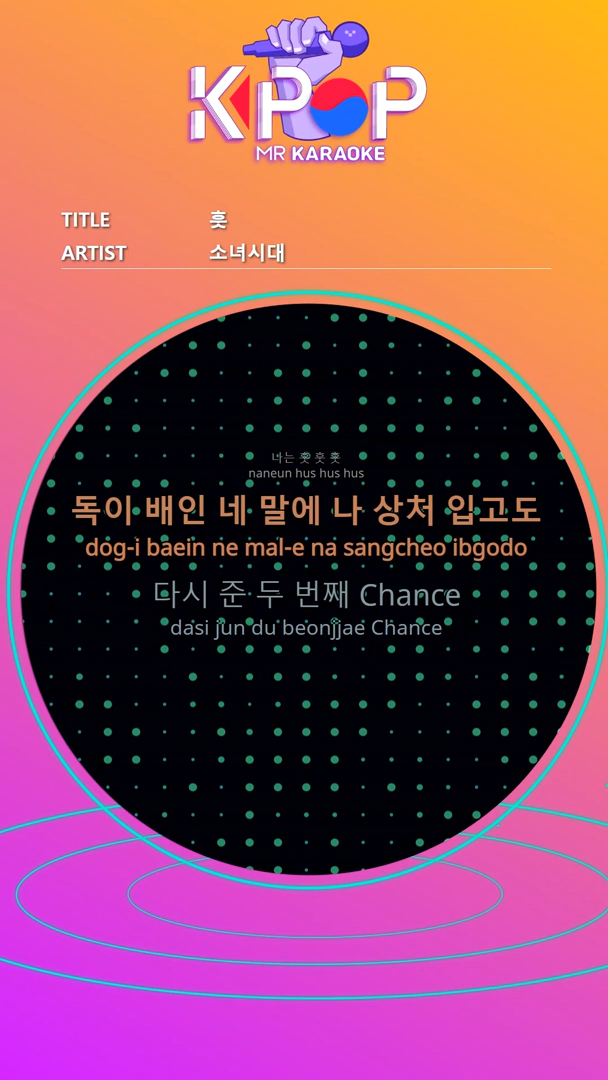 KPOP
MR KARAOKE
TITLE 훗
ARTIST 소녀시대
너는 훗 훗 훗
naneun hus hus hus
독이 배인 네 말에 나 상처 입고도
dog-i baein ne mal-e na sangcheo ibgodo
다시 준 두 번째 Chance
dasi jun du beonjjae Chance